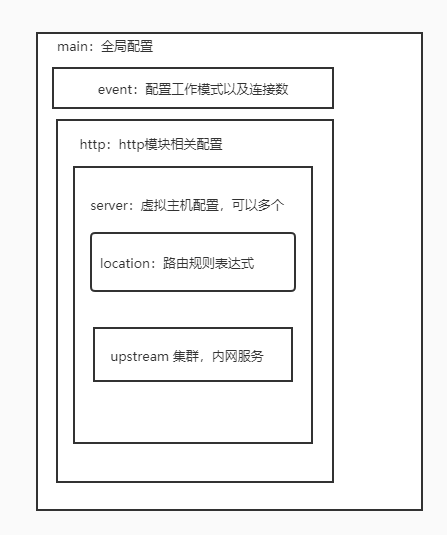 main：全局配置
event：配置工作模式以及连接数
http：http模块相关配置
server：虚拟主机配置，可以多个
location：路由规则表达式
upstream 集群，内网服务